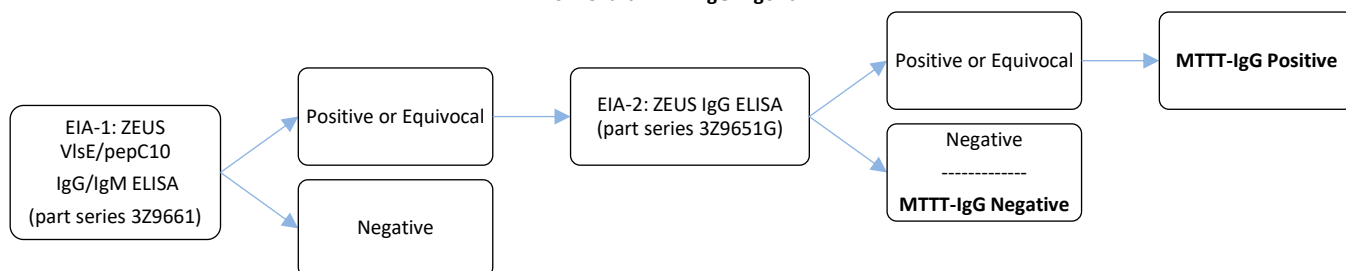 EIA-1: ZEUS
VlsE/pepC10
IgG/IgM ELISA
(part series 3Z9661)
Positive or Equivocal
Negative
EIA-2: ZEUS IgG ELISA
(part series 3Z9651G)
Positive or Equivocal
Negative
-------------
MTTT-IgG Negative
MTTT-IgG Positive